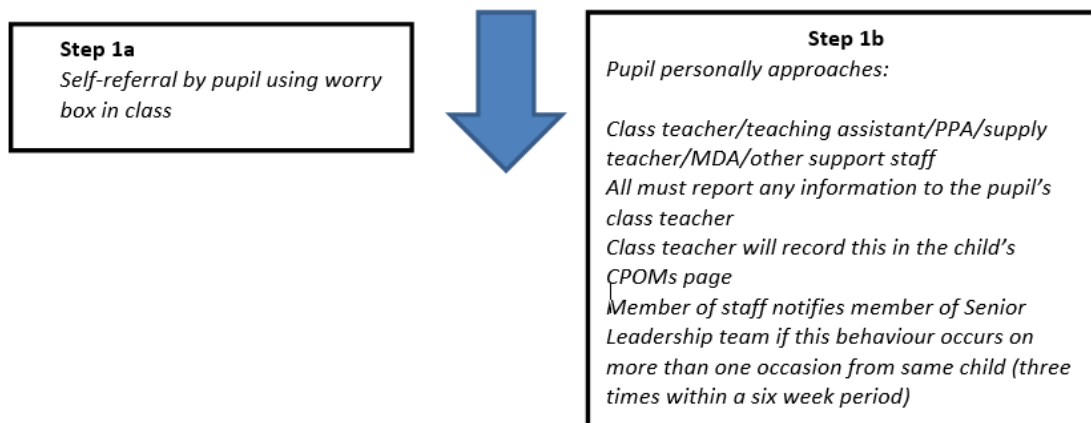 Step 1a
Self-referral by pupil using worry
box in class
Step 1b
Pupil personally approaches:
Class teacher/teaching assistant/PPA/supply
teacher/MDA/other support staff
All must report any information to the pupil’s
class teacher
Class teacher will record this in the child’s
CPOMs page
Member of staff notifies member of Senior
Leadership team if this behaviour occurs on
more than one occasion from same child (three
times within a six week period)